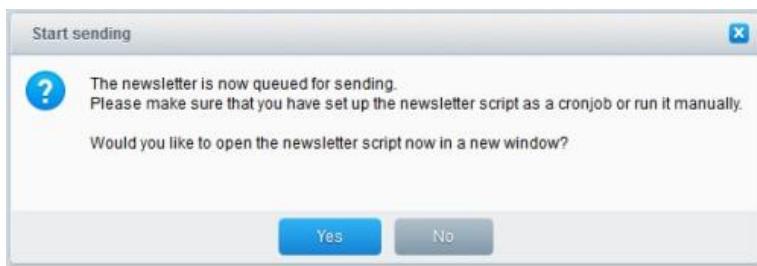 Start sending
The newsletter is now queued for sending.
Please make sure that you have set up the newsletter script as a cronjob or run it manually.
Would you like to open the newsletter script now in a new window?
Yes
No